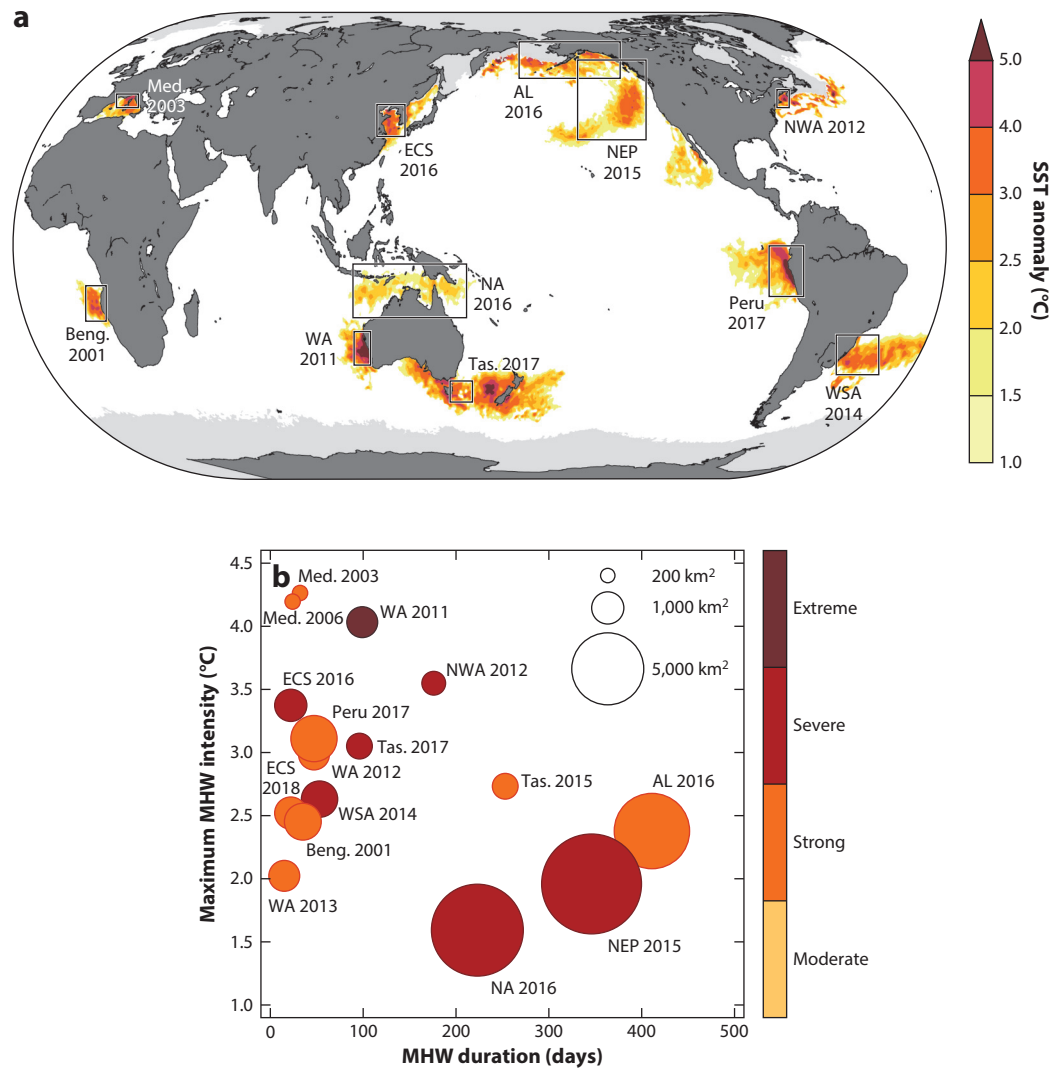 a
Med.
2003
ECS
2016
AL
2016
NEP
2015
NWA 2012
NA
2016
Beng.
2001
WA
2011
Tas. 2017
Peru
2017
WSA
2014
5.0
4.0
3.0
2.5
2.0
1.5
1.0
SST anomaly (°C)
b
4.5
4.0
3.5
3.0
2.5
2.0
1.5
1.0
Maximum MHW intensity (°C)
Med. 2003
Med. 2006
WA 2011
NWA 2012
ECS 2016
Peru 2017
Tas. 2017
WA 2012
ECS
2018
WSA 2014
Beng. 2001
WA 2013
Tas. 2015
AL 2016
NEP 2015
NA 2016
200 km²
1,000 km²
5,000 km²
0
100
200
300
400
500
MHW duration (days)
Extreme
Severe
Strong
Moderate